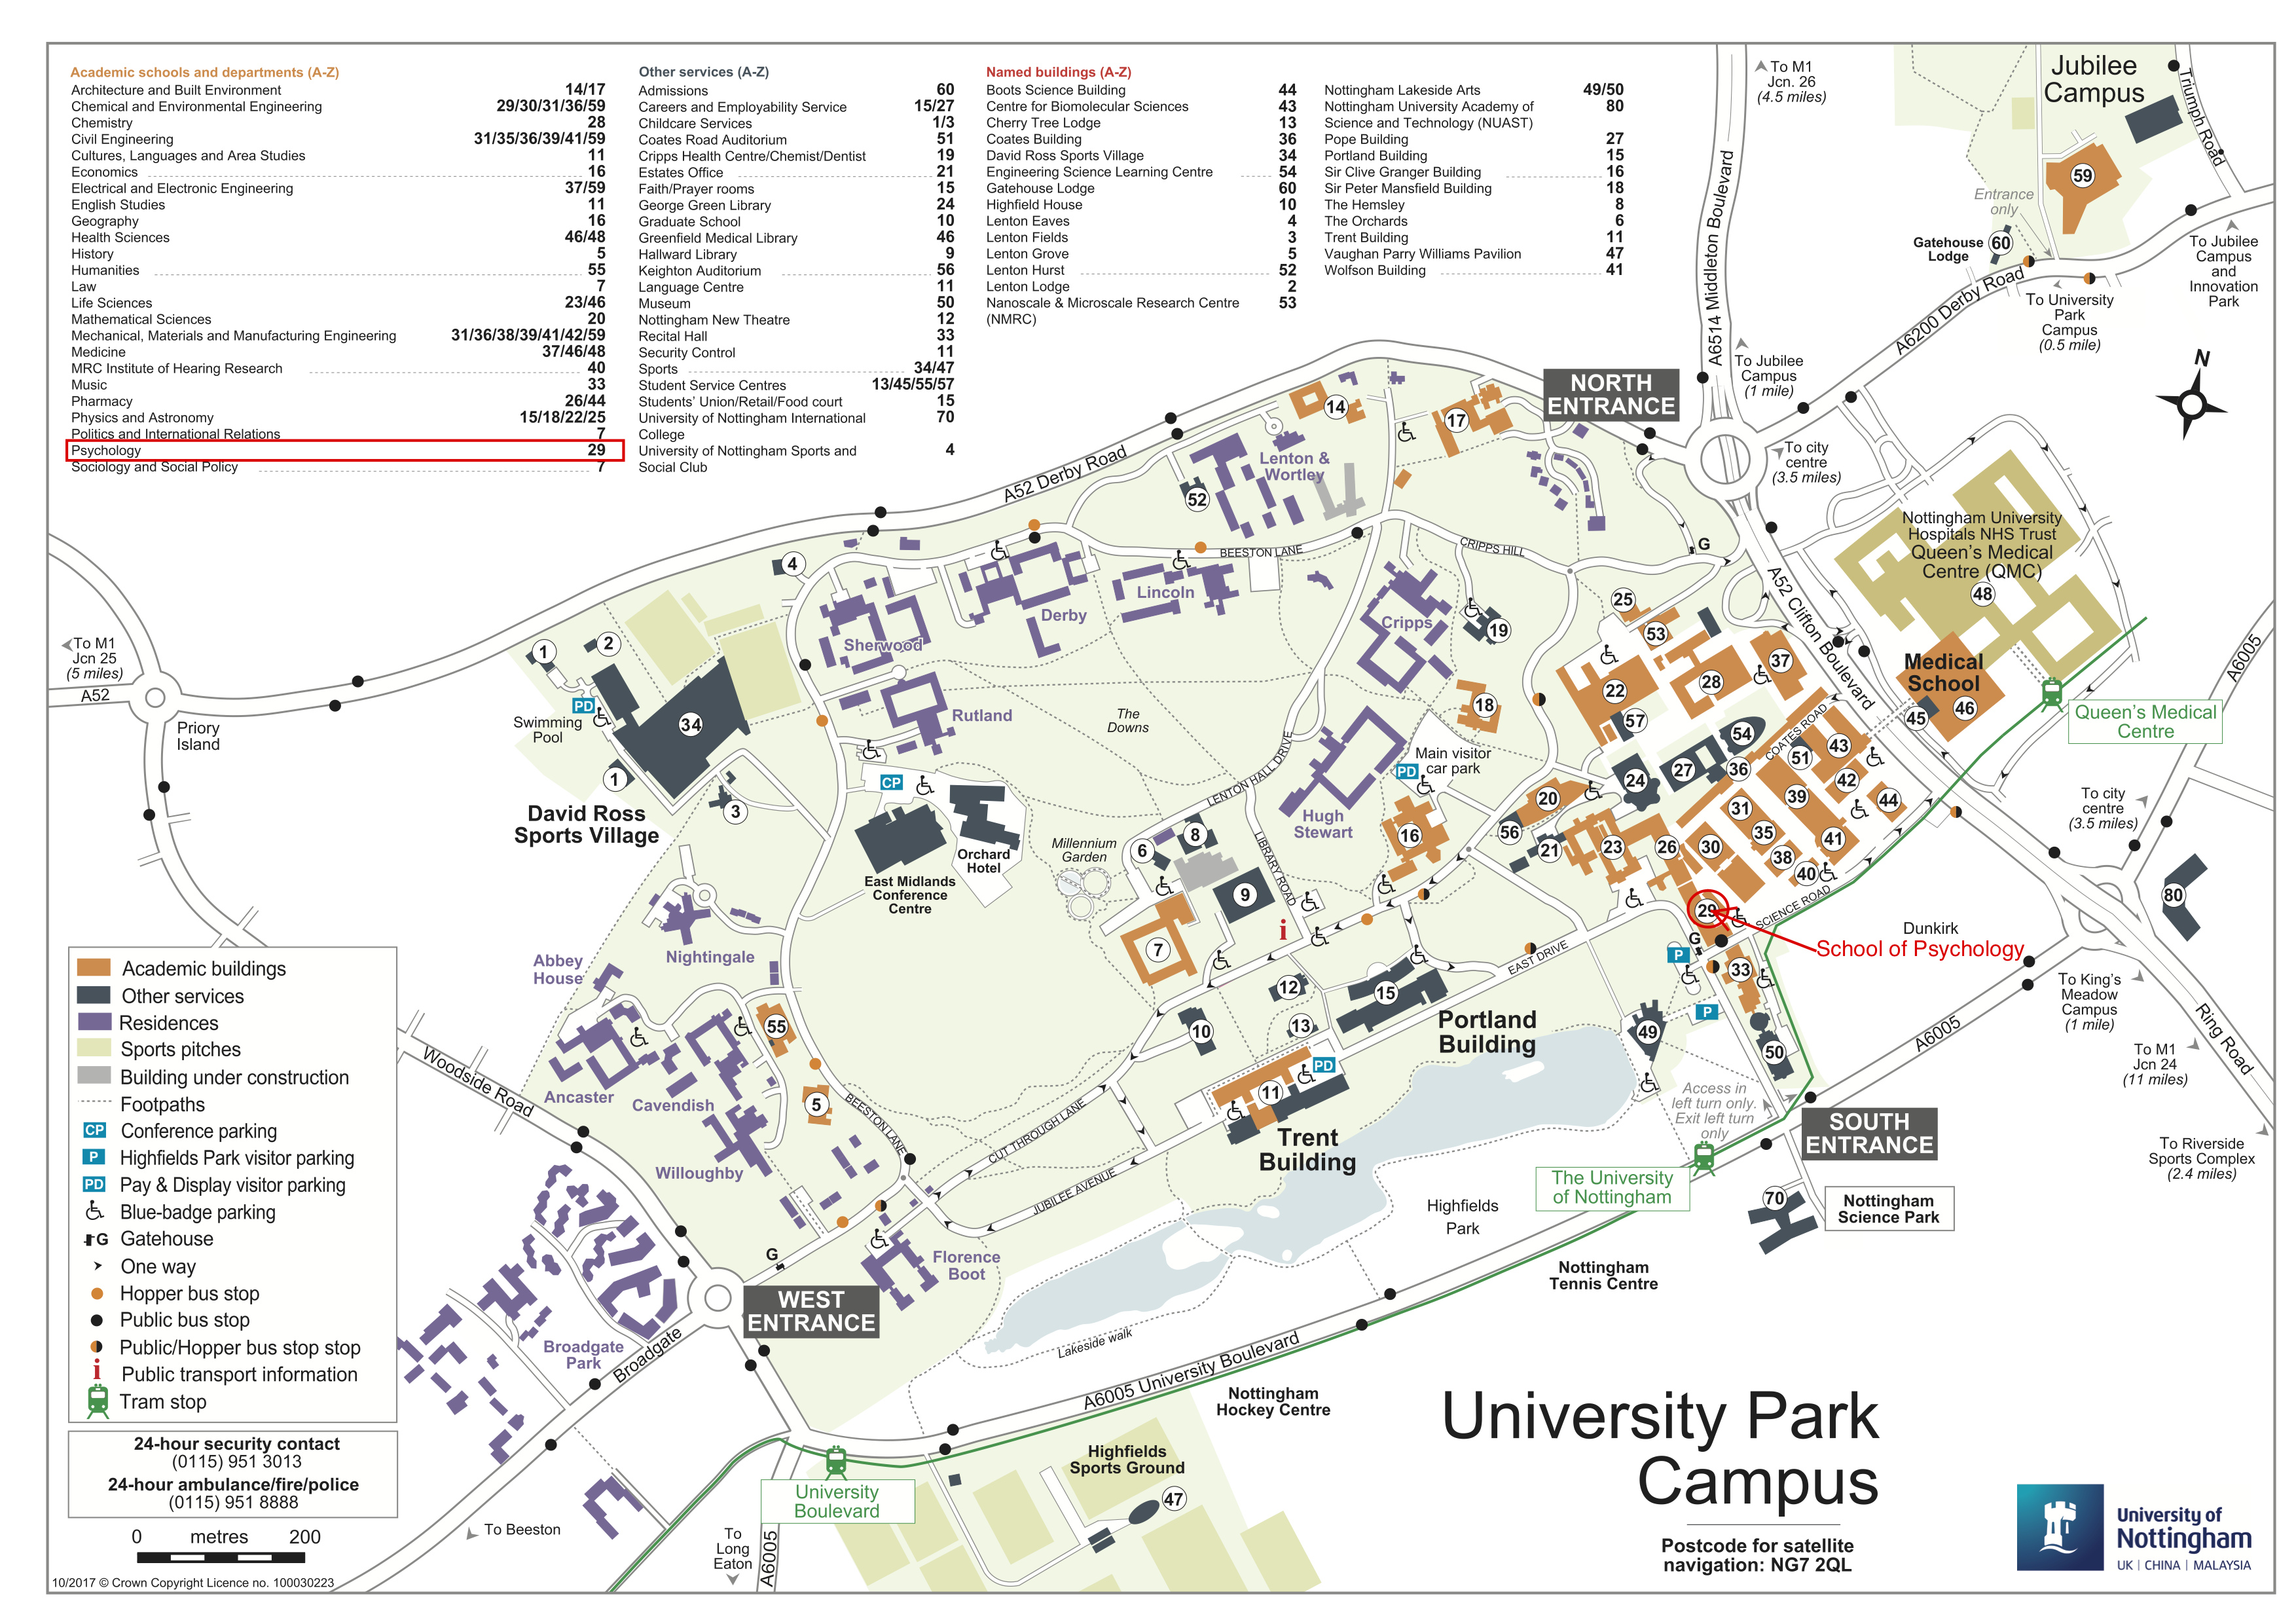 Academic schools and departments (A-Z)
Architecture and Built Environment 14/17
Chemical and Environmental Engineering 29/30/31/36/59
Chemistry 28
Civil Engineering 31/35/36/39/41/59
Cultures, Languages and Area Studies 11
Economics 16
Electrical and Electronic Engineering 37/59
English Studies 11
Geography 16
Health Sciences 46/48
History 5
Humanities 55
Law 7
Life Sciences 23/46
Mathematical Sciences 20
Mechanical, Materials and Manufacturing Engineering 31/36/38/39/41/42/59
Medicine 37/46/48
MRC Institute of Hearing Research 40
Music 33
Pharmacy 26/44
Physics and Astronomy 15/18/22/25
Politics and International Relations 7
Psychology 29
Sociology and Social Policy 7
Other services (A-Z)
Admissions 60
Careers and Employability Service 15/27
Childcare Services 1/3
Coates Road Auditorium 51
Cripps Health Centre/Chemist/Dentist 19
Estates Office 21
Faith/Prayer rooms 15
George Green Library 24
Graduate School 10
Greenfield Medical Library 46
Hallward Library 9
Keighton Auditorium 56
Language Centre 11
Museum 50
Nottingham New Theatre 12
Recital Hall 33
Security Control 11
Sports 34/47
Student Service Centres 13/45/55/57
Students' Union/Retail/Food court 15
University of Nottingham International 70
College
University of Nottingham Sports and 4
Social Club
Named buildings (A-Z)
Boots Science Building 44
Centre for Biomolecular Sciences 43
Cherry Tree Lodge 13
Coates Building 36
David Ross Sports Village 34
Engineering Science Learning Centre 54
Gatehouse Lodge 60
Highfield House 10
Lenton Eaves 4
Lenton Fields 3
Lenton Grove 5
Lenton Hurst 52
Lenton Lodge 2
Nanoscale & Microscale Research Centre 53
(NMRC)
Nottingham Lakeside Arts 49/50
Nottingham University Academy of 80
Science and Technology (NUAST)
Pope Building 27
Portland Building 15
Sir Clive Granger Building 16
Sir Peter Mansfield Building 18
The Hemsley 8
The Orchards 6
Trent Building 11
Vaughan Parry Williams Pavilion 47
Wolfson Building 41
To M1
Jcn. 26
(4.5 miles)
Jubilee
Campus
Triumph Road
59
Entrance
only
Gatehouse
Lodge
60
To Jubilee
Campus
and
Innovation
Park
To University
Park
Campus
(0.5 mile)
A6200 Derby Road
A6514 Middleton Boulevard
To Jubilee
Campus
(1 mile)
N
NORTH
ENTRANCE
To city
centre
(3.5 miles)
14
17
Lenton &
Wortley
52
A52 Derby Road
BEESTON LANE
CRIPPS HILL
G
A52 Clifton Boulevard
Nottingham University
Hospitals NHS Trust
Queen's Medical
Centre (QMC)
48
4
Lincoln
Derby
Sherwood
Cripps
19
25
53
37
28
22
57
Medical
School
46
45
Queen's Medical
Centre
A6005
To M1
Jcn 25
(5 miles)
A52
Priory
Island
1
2
PD
Swimming
Pool
34
1
3
David Ross
Sports Village
Rutland
The
Downs
18
Main visitor
car park
PD
LENTON HALL DRIVE
Hugh
Stewart
CP
East Midlands
Conference
Centre
Orchard
Hotel
Millennium
Garden
6
8
LIBRARY ROAD
9
7
16
20
56
21
23
24
27
54
COATES ROAD
36
51
43
42
44
39
31
35
41
26
30
38
40
29
SCIENCE ROAD
School of Psychology
Dunkirk
To city
centre
(3.5 miles)
80
To King's
Meadow
Campus
(1 mile)
To M1
Jcn 24
(11 miles)
Ring Road
To Riverside
Sports Complex
(2.4 miles)
A6005
i
12
13
10
15
EAST DRIVE
Portland
Building
G
P
P
33
49
50
Access in
left turn only.
Exit left turn
only
SOUTH
ENTRANCE
The University
of Nottingham
70
Nottingham
Science Park
Nightingale
Abbey
House
55
Ancaster
Cavendish
5
Willoughby
BEESTON LANE
CUT THROUGH LANE
JUBILEE AVENUE
11
PD
Trent
Building
Highfields
Park
Woodside Road
G
WEST
ENTRANCE
Florence
Boot
Broadgate
Park
Broadgate
Lakeside walk
A6005 University Boulevard
Nottingham
Tennis Centre
Nottingham
Hockey Centre
Highfields
Sports Ground
47
University
Boulevard
To
Long
Eaton
A6005
To Beeston
Academic buildings
Other services
Residences
Sports pitches
Building under construction
Footpaths
CP Conference parking
P Highfields Park visitor parking
PD Pay & Display visitor parking
Blue-badge parking
G Gatehouse
One way
Hopper bus stop
Public bus stop
Public/Hopper bus stop stop
i Public transport information
Tram stop
24-hour security contact
(0115) 951 3013
24-hour ambulance/fire/police
(0115) 951 8888
0 metres 200
10/2017 © Crown Copyright Licence no. 100030223
University Park
Campus
Postcode for satellite
navigation: NG7 2QL
University of
Nottingham
UK | CHINA | MALAYSIA